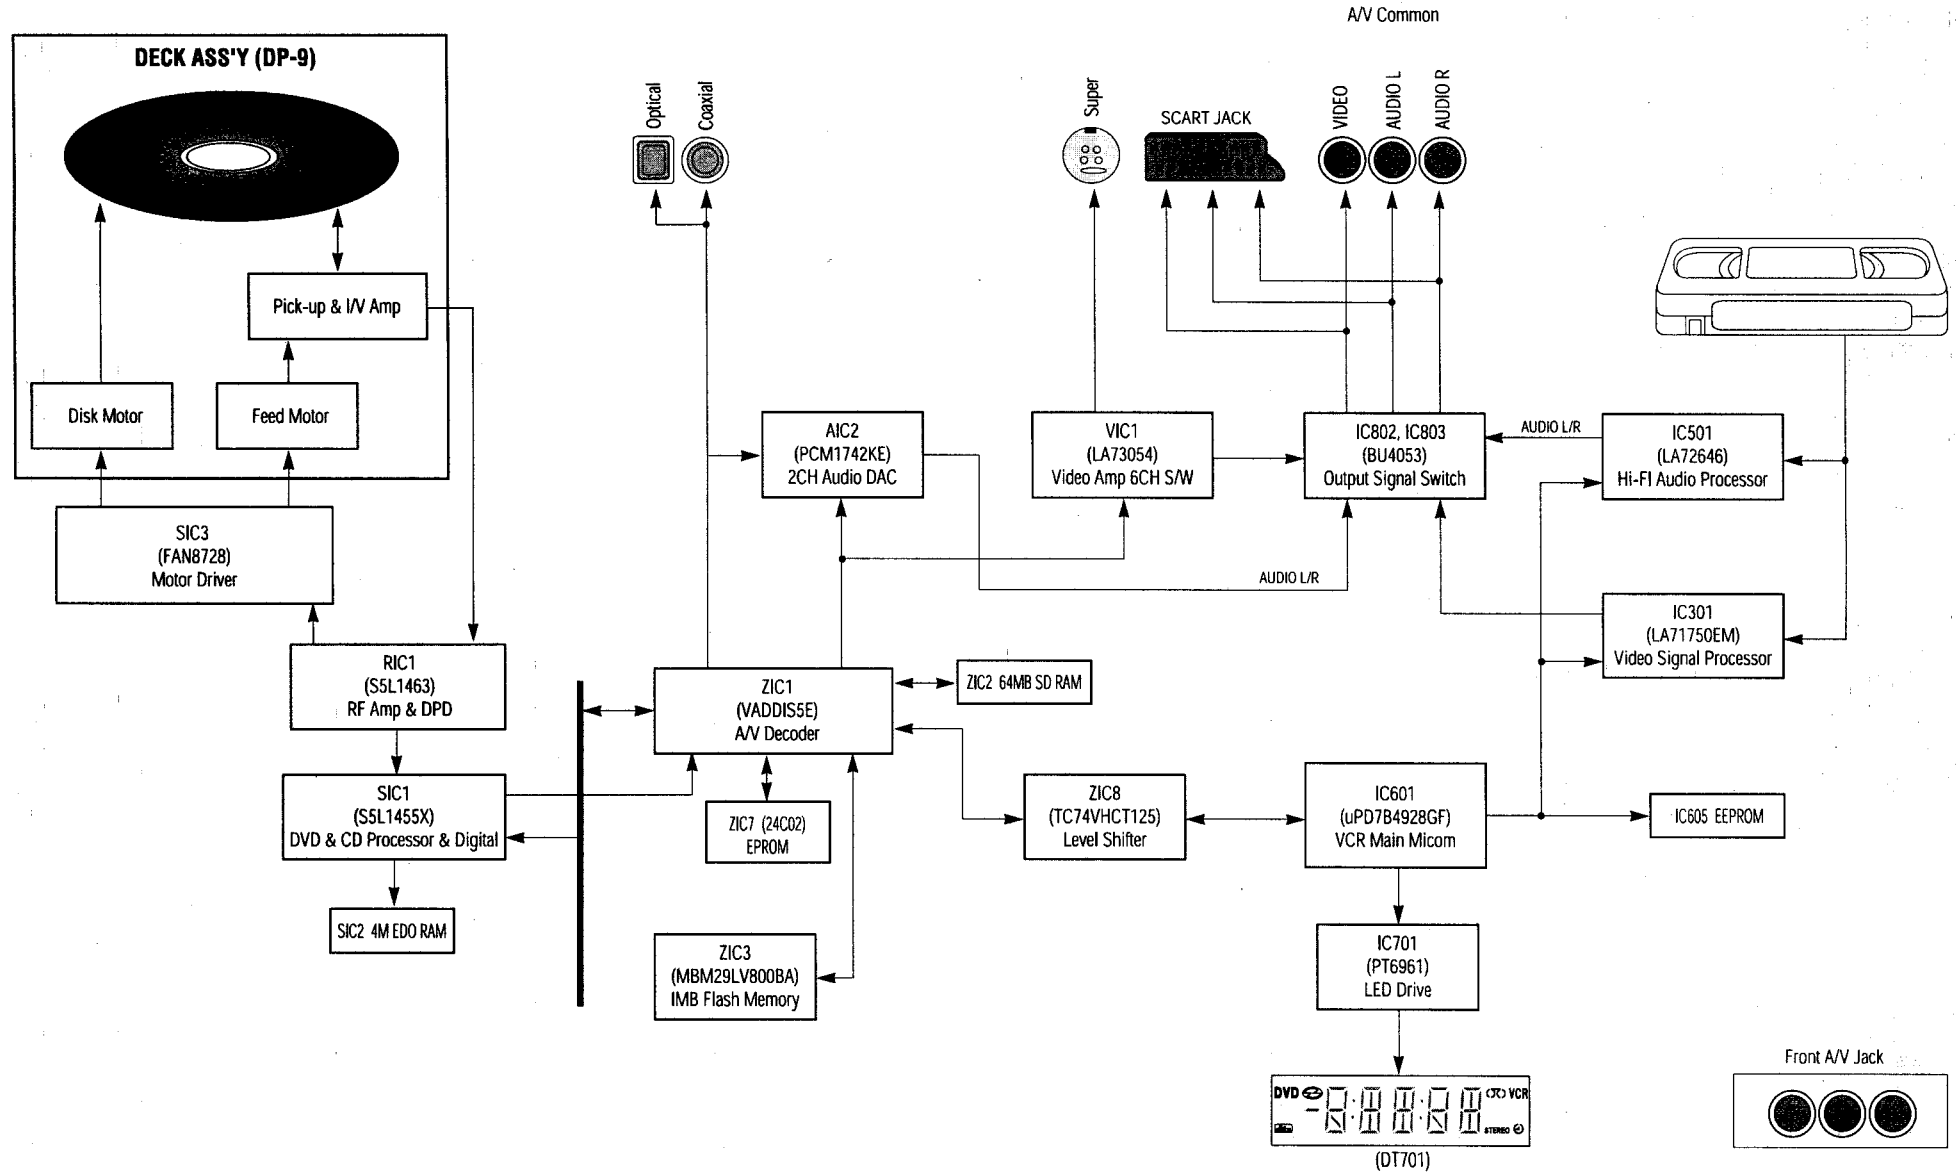 A/V Common
DECK ASS'Y (DP-9)
Optical
Coaxial
Super
SCART JACK
VIDEO
AUDIO L
AUDIO R
Pick-up & I/V Amp
Disk Motor
Feed Motor
AIC2
(PCM1742KE)
2CH Audio DAC
VIC1
(LA73054)
Video Amp 6CH S/W
IC802, IC803
(BU4053)
Output Signal Switch
AUDIO L/R
IC501
(LA72646)
Hi-FI Audio Processor
SIC3
(FAN8728)
Motor Driver
AUDIO L/R
IC301
(LA71750EM)
Video Signal Processor
RIC1
(S5L1463)
RF Amp & DPD
ZIC1
(VADDIS5E)
A/V Decoder
ZIC2 64MB SD RAM
SIC1
(S5L1455X)
DVD & CD Processor & Digital
ZIC7 (24C02)
EPROM
ZIC8
(TC74VHCT125)
Level Shifter
IC601
(uPD7B4928GF)
VCR Main Micom
IC605 EEPROM
SIC2 4M EDO RAM
ZIC3
(MBM29LV800BA)
IMB Flash Memory
IC701
(PT6961)
LED Drive
Front A/V Jack
DVD
VCR
STEREO
(DT701)